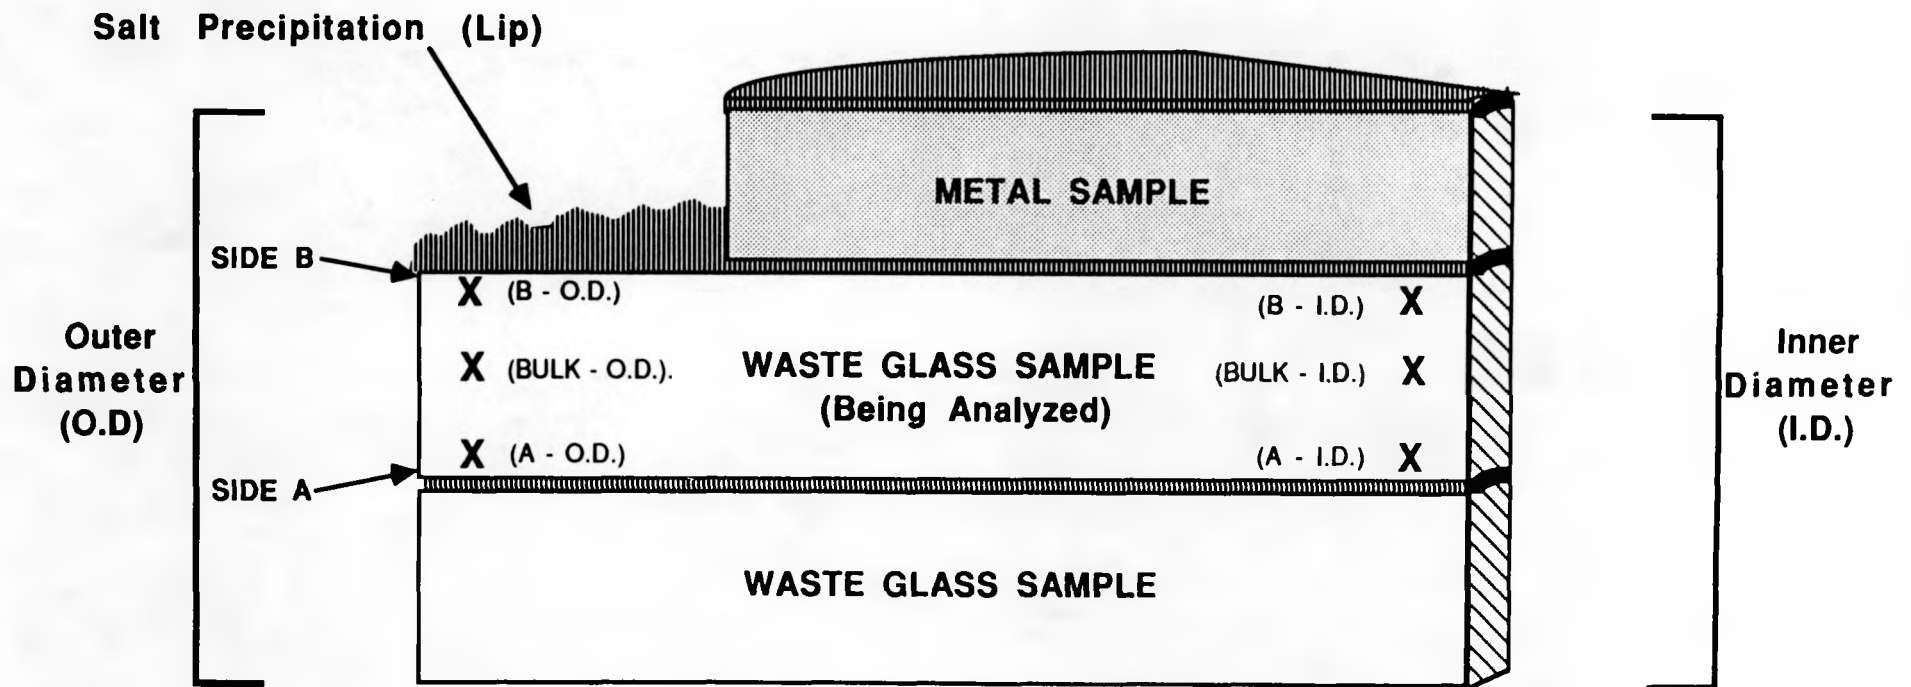 Salt Precipitation (Lip)
METAL SAMPLE
SIDE B
X (B - O.D.)
(B - I.D.) X
Outer
Diameter
(O.D)
X (BULK - O.D.).
WASTE GLASS SAMPLE
(Being Analyzed)
(BULK - I.D.) X
Inner
Diameter
(I.D.)
X (A - O.D.)
(A - I.D.) X
SIDE A
WASTE GLASS SAMPLE